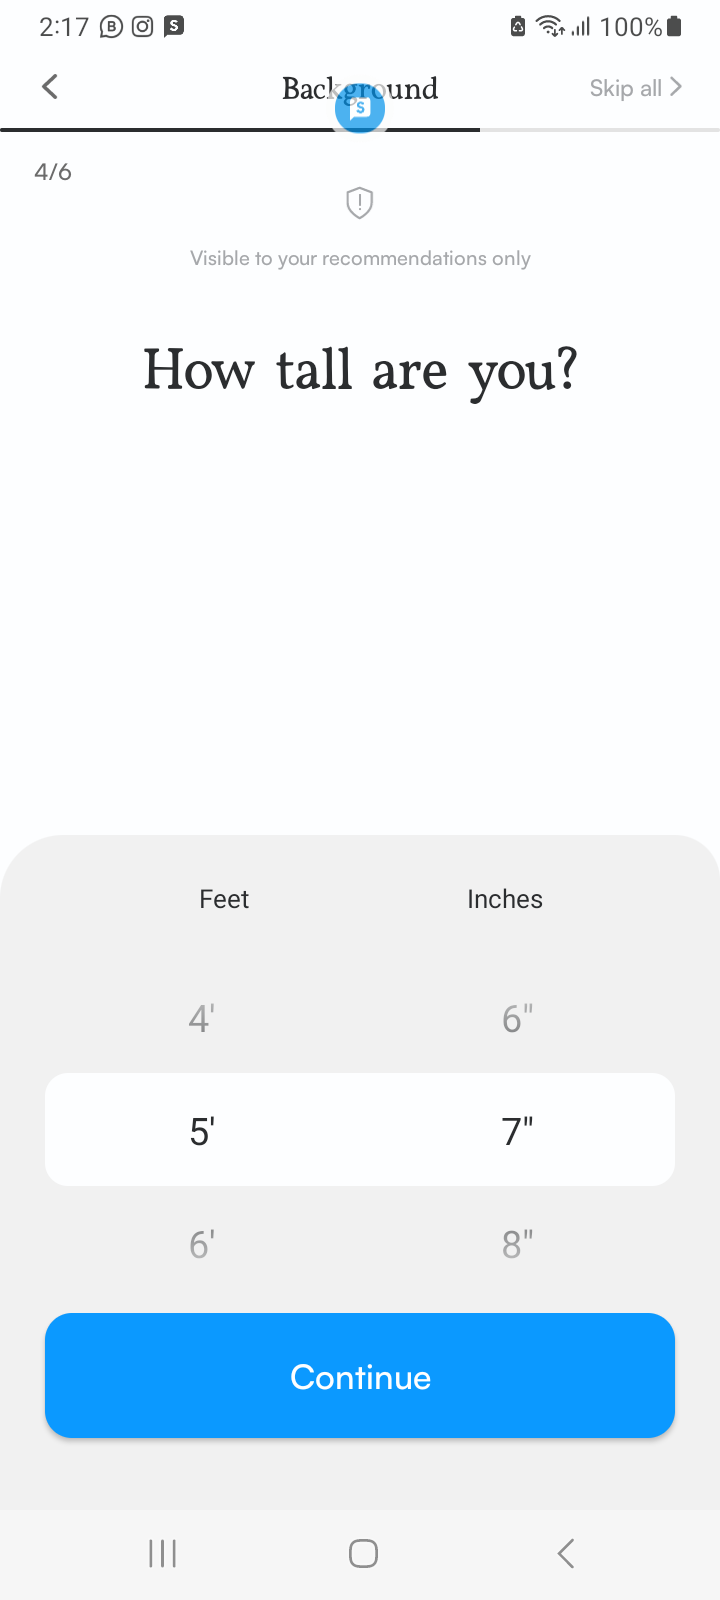 2:17 100%
Background Skip all
4/6
Visible to your recommendations only
How tall are you?
Feet Inches
4' 6"
5' 7"
6' 8"
Continue